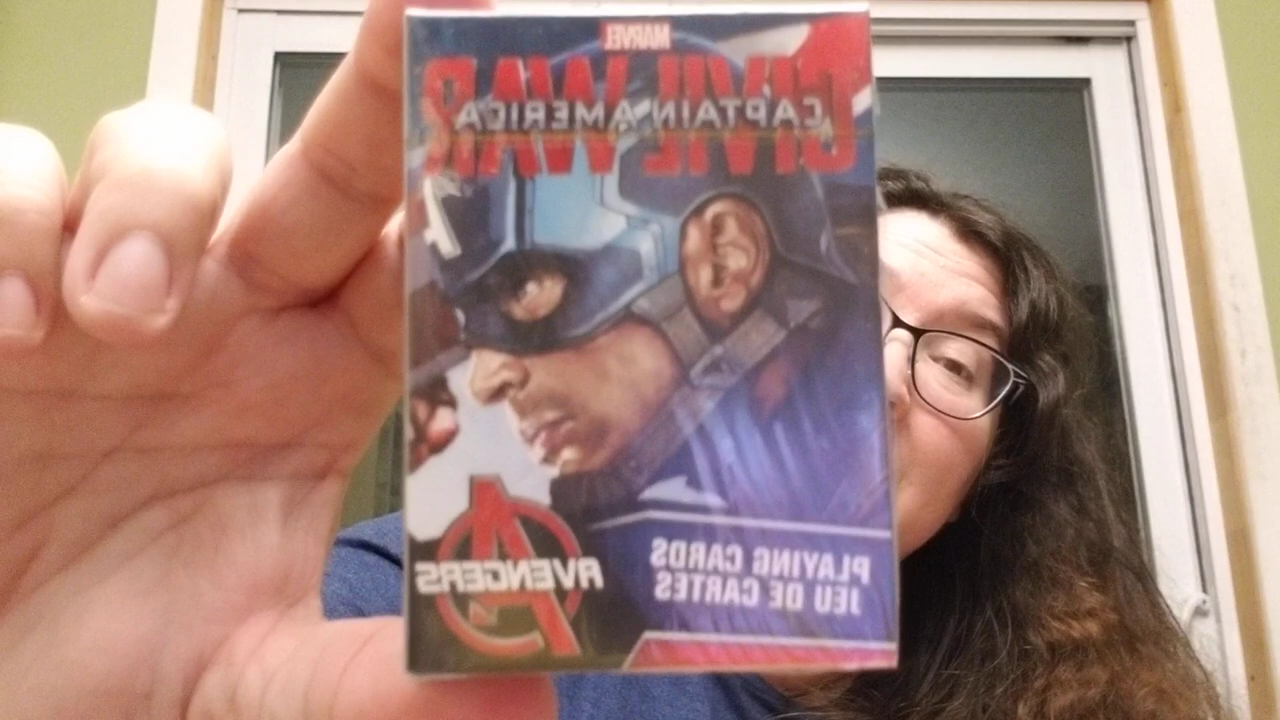 MARVEL
CAPTAIN AMERICA
CIVIL WAR
A
AVENGERS
PLAYING CARDS
JEU DE CARTES